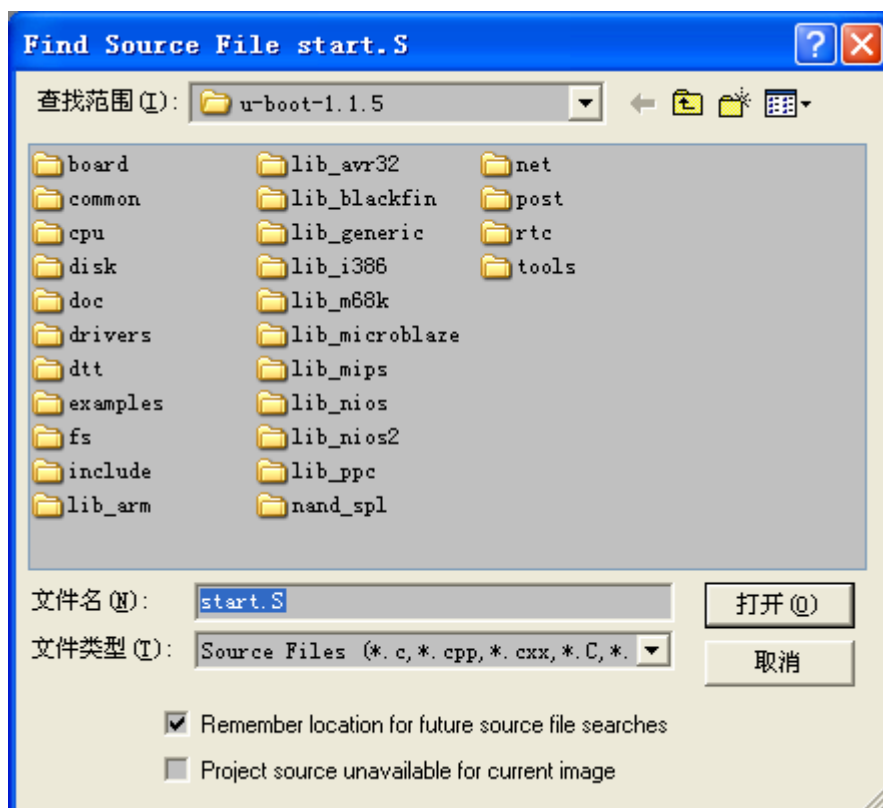 Find Source File start.S
查找范围(I): u-boot-1.1.5
board lib_avr32 net
common lib_blackfin post
cpu lib_generic rtc
disk lib_i386 tools
doc lib_m68k
drivers lib_microblaze
dtt lib_mips
examples lib_nios
fs lib_nios2
include lib_ppc
lib_arm nand_spl
文件名(N): start.S 打开(O)
文件类型(T): Source Files (*.c,*.cpp,*.cxx,*.C,*. 取消
Remember location for future source file searches
Project source unavailable for current image